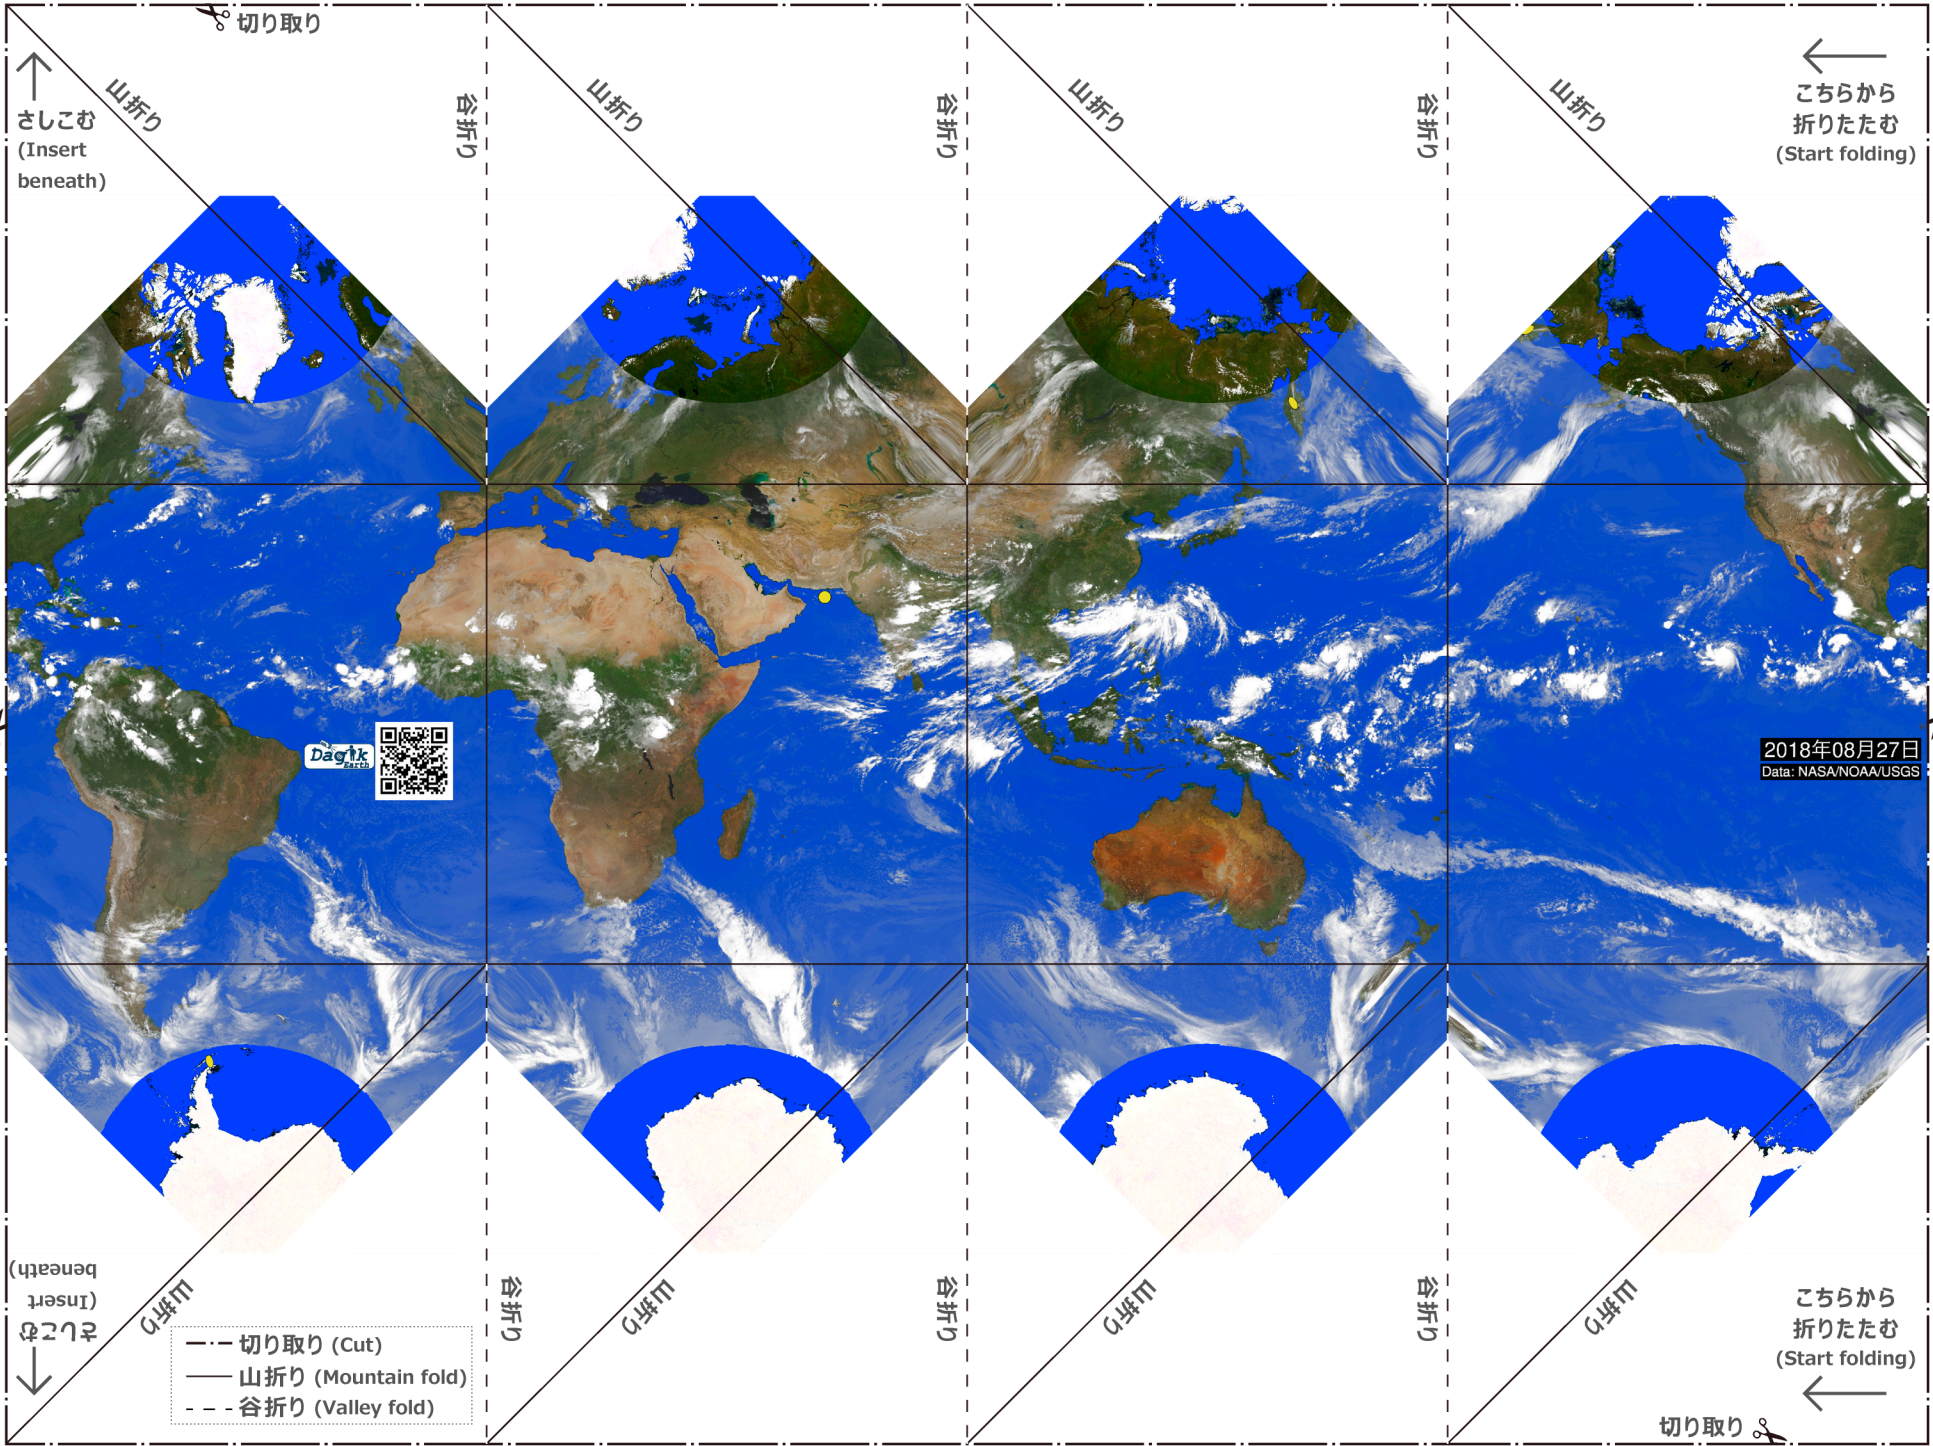 切り取り
山折り
谷折り
山折り
谷折り
山折り
谷折り
山折り
さしこむ
(Insert
beneath)
こちらから
折りたたむ
(Start folding)
Dagik
Earth
2018年08月27日
Data: NASA/NOAA/USGS
さしこむ
(Insert
beneath)
山折り
谷折り
山折り
谷折り
山折り
谷折り
山折り
こちらから
折りたたむ
(Start folding)
切り取り (Cut)
山折り (Mountain fold)
谷折り (Valley fold)
切り取り